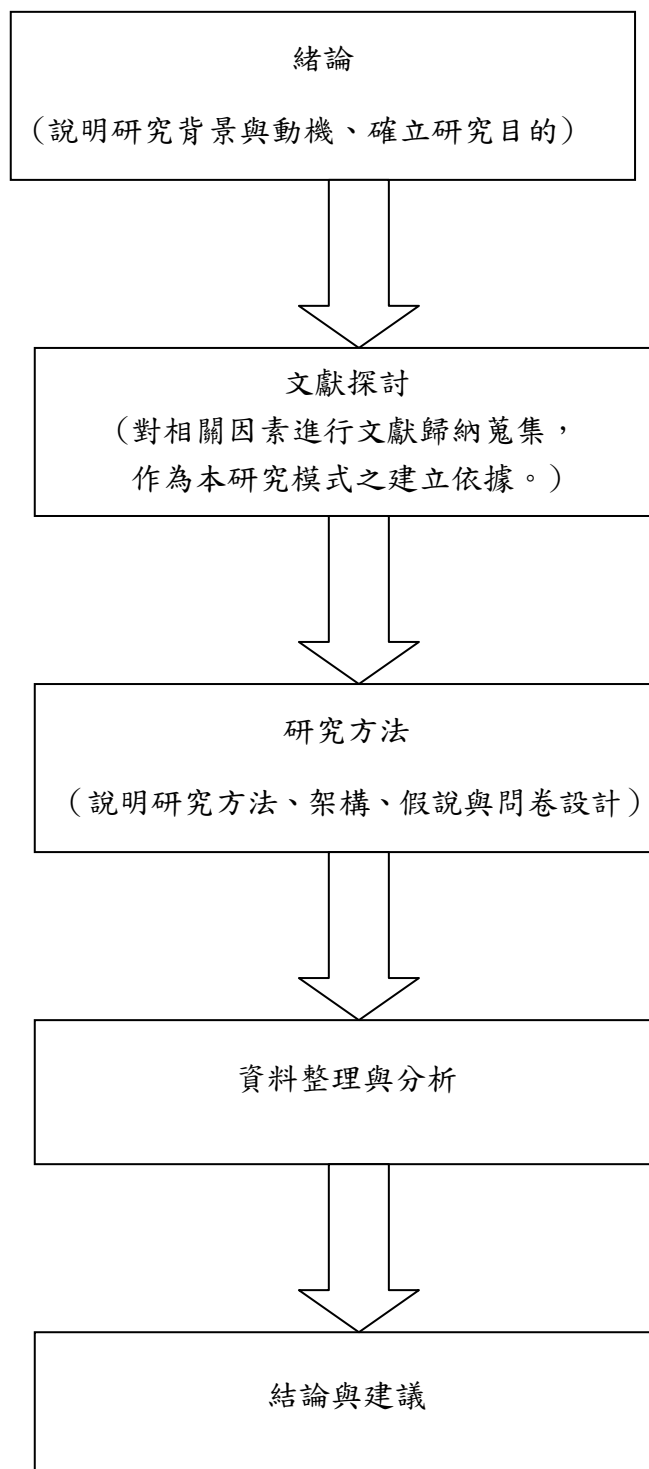 緒論
（說明研究背景與動機、確立研究目的）
文獻探討
（對相關因素進行文獻歸納蒐集，
作為本研究模式之建立依據。）
研究方法
（說明研究方法、架構、假說與問卷設計）
資料整理與分析
結論與建議